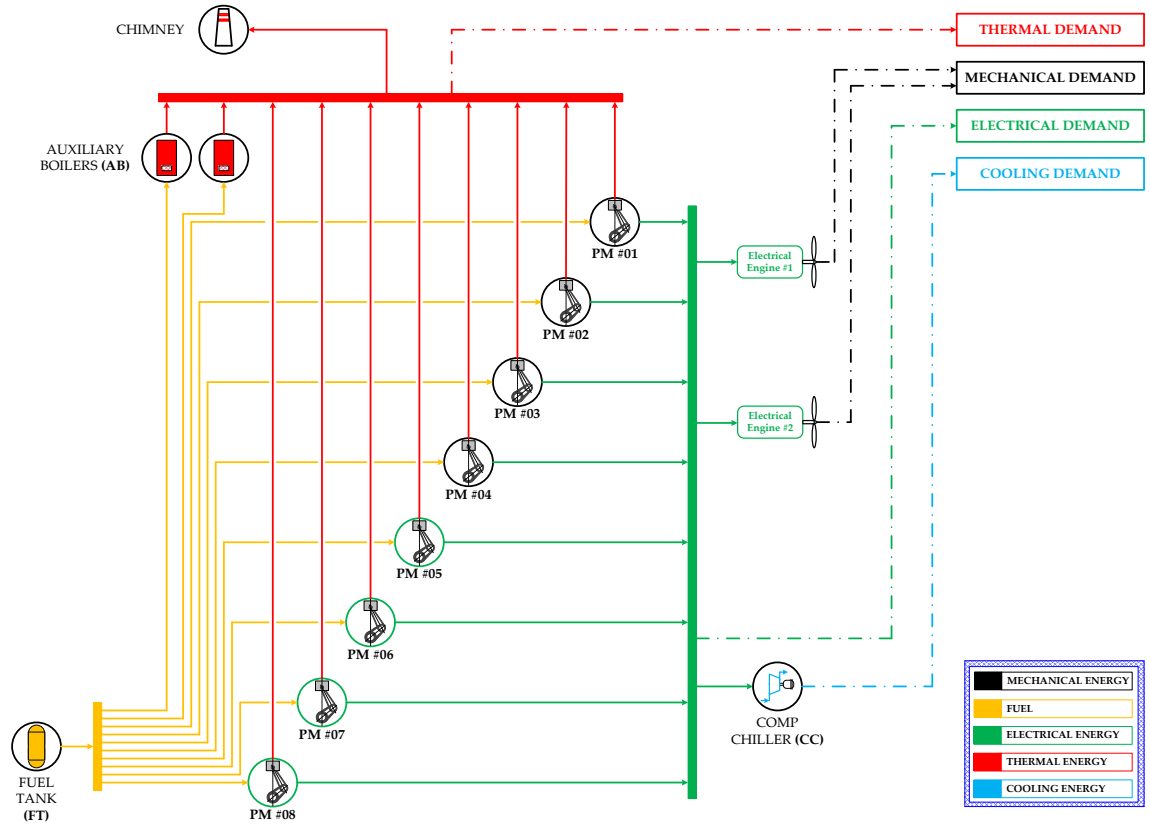 CHIMNEY
THERMAL DEMAND
MECHANICAL DEMAND
ELECTRICAL DEMAND
COOLING DEMAND
AUXILIARY
BOILERS (AB)
PM #01
Electrical
Engine #1
PM #02
PM #03
Electrical
Engine #2
PM #04
PM #05
PM #06
PM #07
COMP
CHILLER (CC)
PM #08
FUEL
TANK
(FT)
MECHANICAL ENERGY
FUEL
ELECTRICAL ENERGY
THERMAL ENERGY
COOLING ENERGY